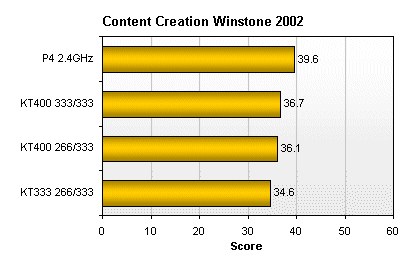 Content Creation Winstone 2002
P4 2.4GHz
39.6
KT400 333/333
36.7
KT400 266/333
36.1
KT333 266/333
34.6
0 10 20 30 40 50 60
Score